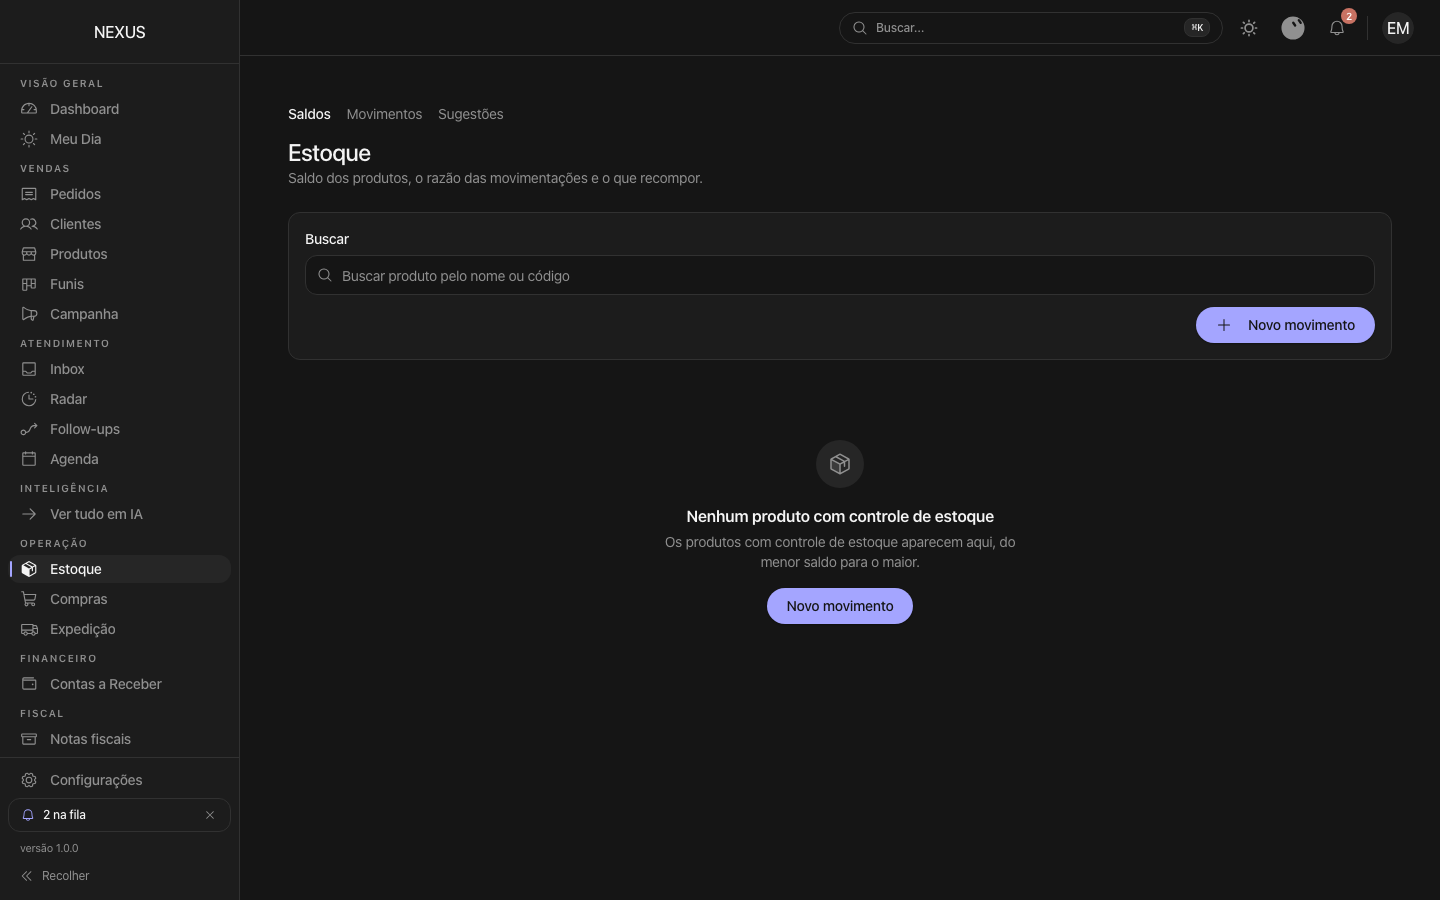 NEXUS
Buscar...
⌘K
2
EM
VISÃO GERAL
Dashboard
Meu Dia
VENDAS
Pedidos
Clientes
Produtos
Funis
Campanha
ATENDIMENTO
Inbox
Radar
Follow-ups
Agenda
INTELIGÊNCIA
Ver tudo em IA
OPERAÇÃO
Estoque
Compras
Expedição
FINANCEIRO
Contas a Receber
FISCAL
Notas fiscais
Configurações
2 na fila
versão 1.0.0
Recolher
Saldos Movimentos Sugestões
Estoque
Saldo dos produtos, o razão das movimentações e o que recompor.
Buscar
Buscar produto pelo nome ou código
Novo movimento
Nenhum produto com controle de estoque
Os produtos com controle de estoque aparecem aqui, do
menor saldo para o maior.
Novo movimento